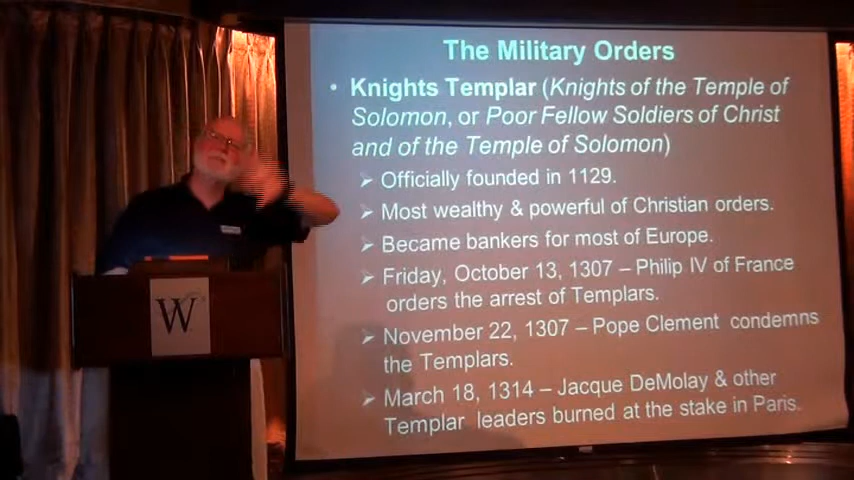 The Military Orders
• Knights Templar (Knights of the Temple of
Solomon, or Poor Fellow Soldiers of Christ
and of the Temple of Solomon)
➢ Officially founded in 1129.
➢ Most wealthy & powerful of Christian orders.
➢ Became bankers for most of Europe.
➢ Friday, October 13, 1307 – Philip IV of France
orders the arrest of Templars.
➢ November 22, 1307 – Pope Clement condemns
the Templars.
➢ March 18, 1314 – Jacque DeMolay & other
Templar leaders burned at the stake in Paris.
W